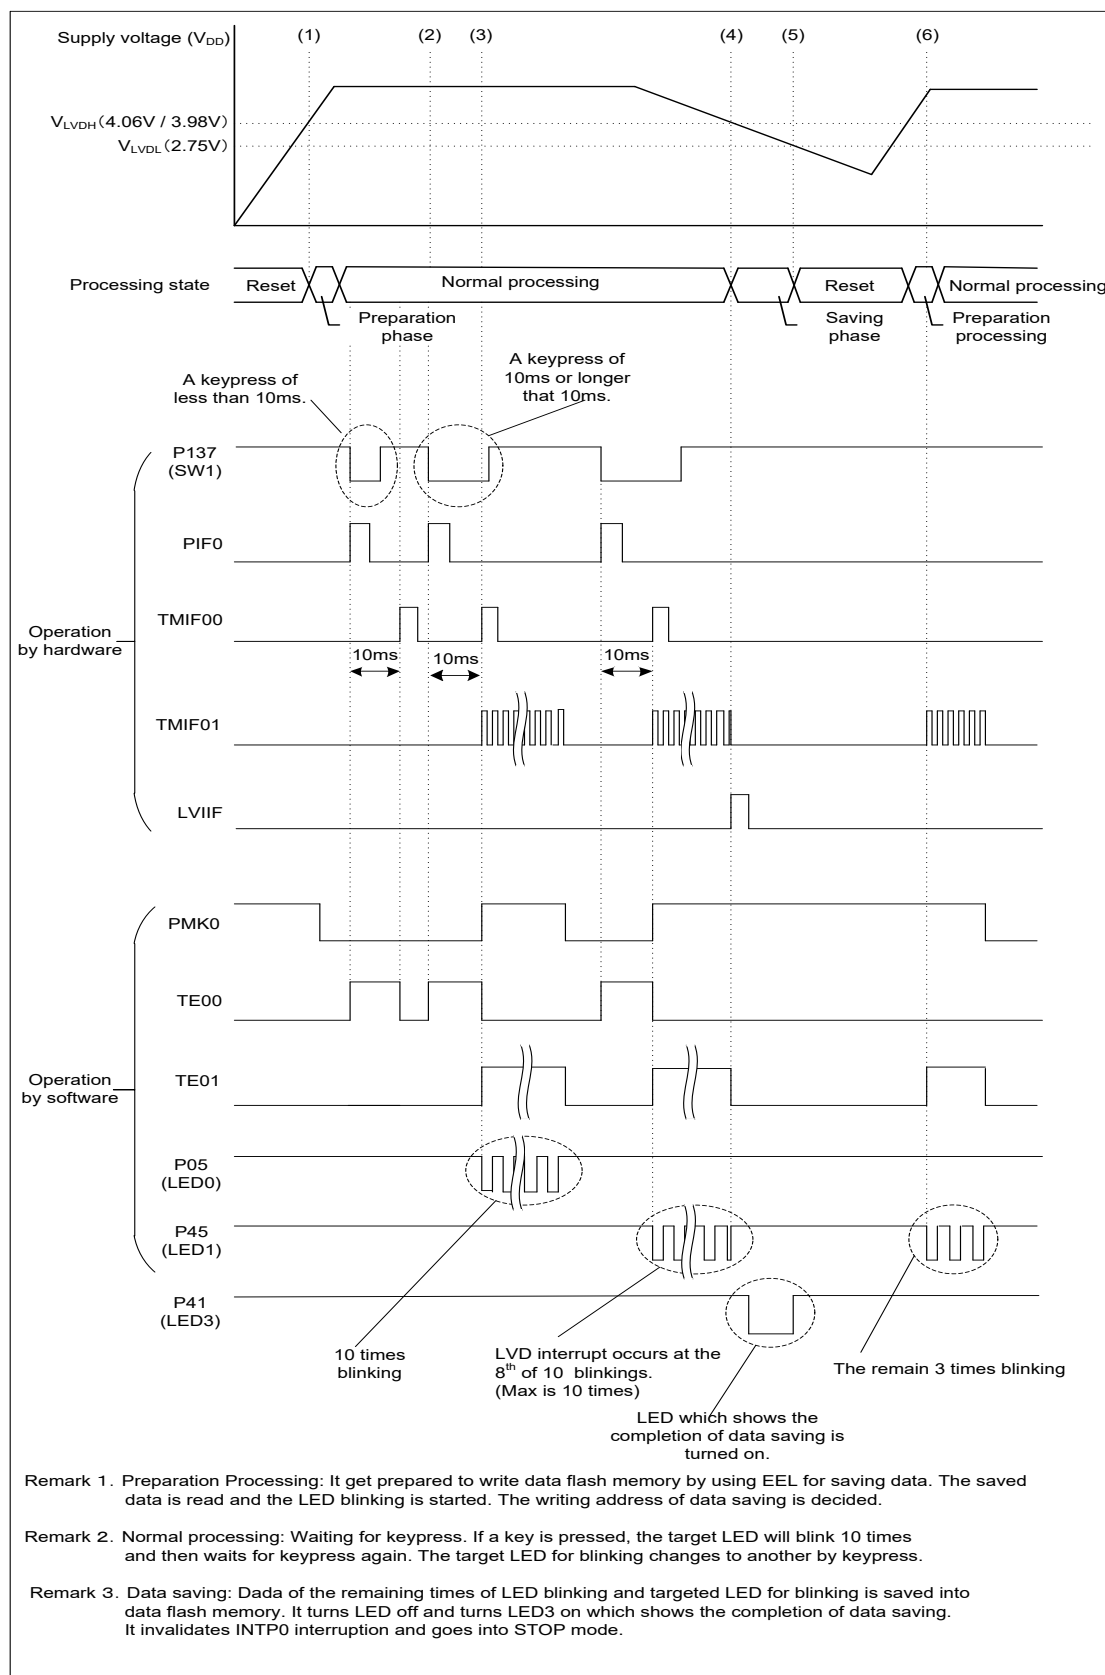 Supply voltage (VDD)
(1)
(2)
(3)
(4)
(5)
(6)
VLVDH(4.06V / 3.98V)
VLVDL(2.75V)
Processing state
Reset
Normal processing
Reset
Normal processing
Preparation
phase
Saving
phase
Preparation
processing
A keypress of
less than 10ms.
A keypress of
10ms or longer
that 10ms.
P137
(SW1)
PIF0
TMIF00
Operation
by hardware
10ms
10ms
10ms
TMIF01
LVIIF
PMK0
TE00
TE01
Operation
by software
P05
(LED0)
P45
(LED1)
P41
(LED3)
10 times
blinking
LVD interrupt occurs at the
8th of 10 blinkings.
(Max is 10 times)
The remain 3 times blinking
LED which shows the
completion of data saving is
turned on.
Remark 1. Preparation Processing: It get prepared to write data flash memory by using EEL for saving data. The saved
data is read and the LED blinking is started. The writing address of data saving is decided.
Remark 2. Normal processing: Waiting for keypress. If a key is pressed, the target LED will blink 10 times
and then waits for keypress again. The target LED for blinking changes to another by keypress.
Remark 3. Data saving: Dada of the remaining times of LED blinking and targeted LED for blinking is saved into
data flash memory. It turns LED off and turns LED3 on which shows the completion of data saving.
It invalidates INTP0 interruption and goes into STOP mode.